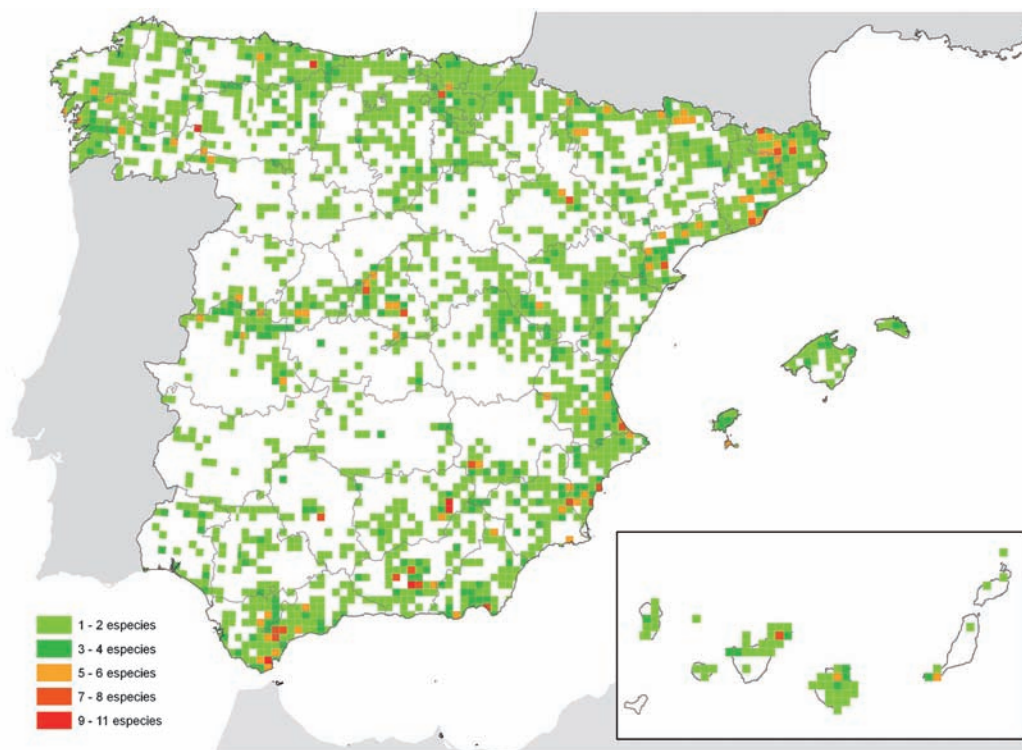 1 - 2 especies
3 - 4 especies
5 - 6 especies
7 - 8 especies
9 - 11 especies